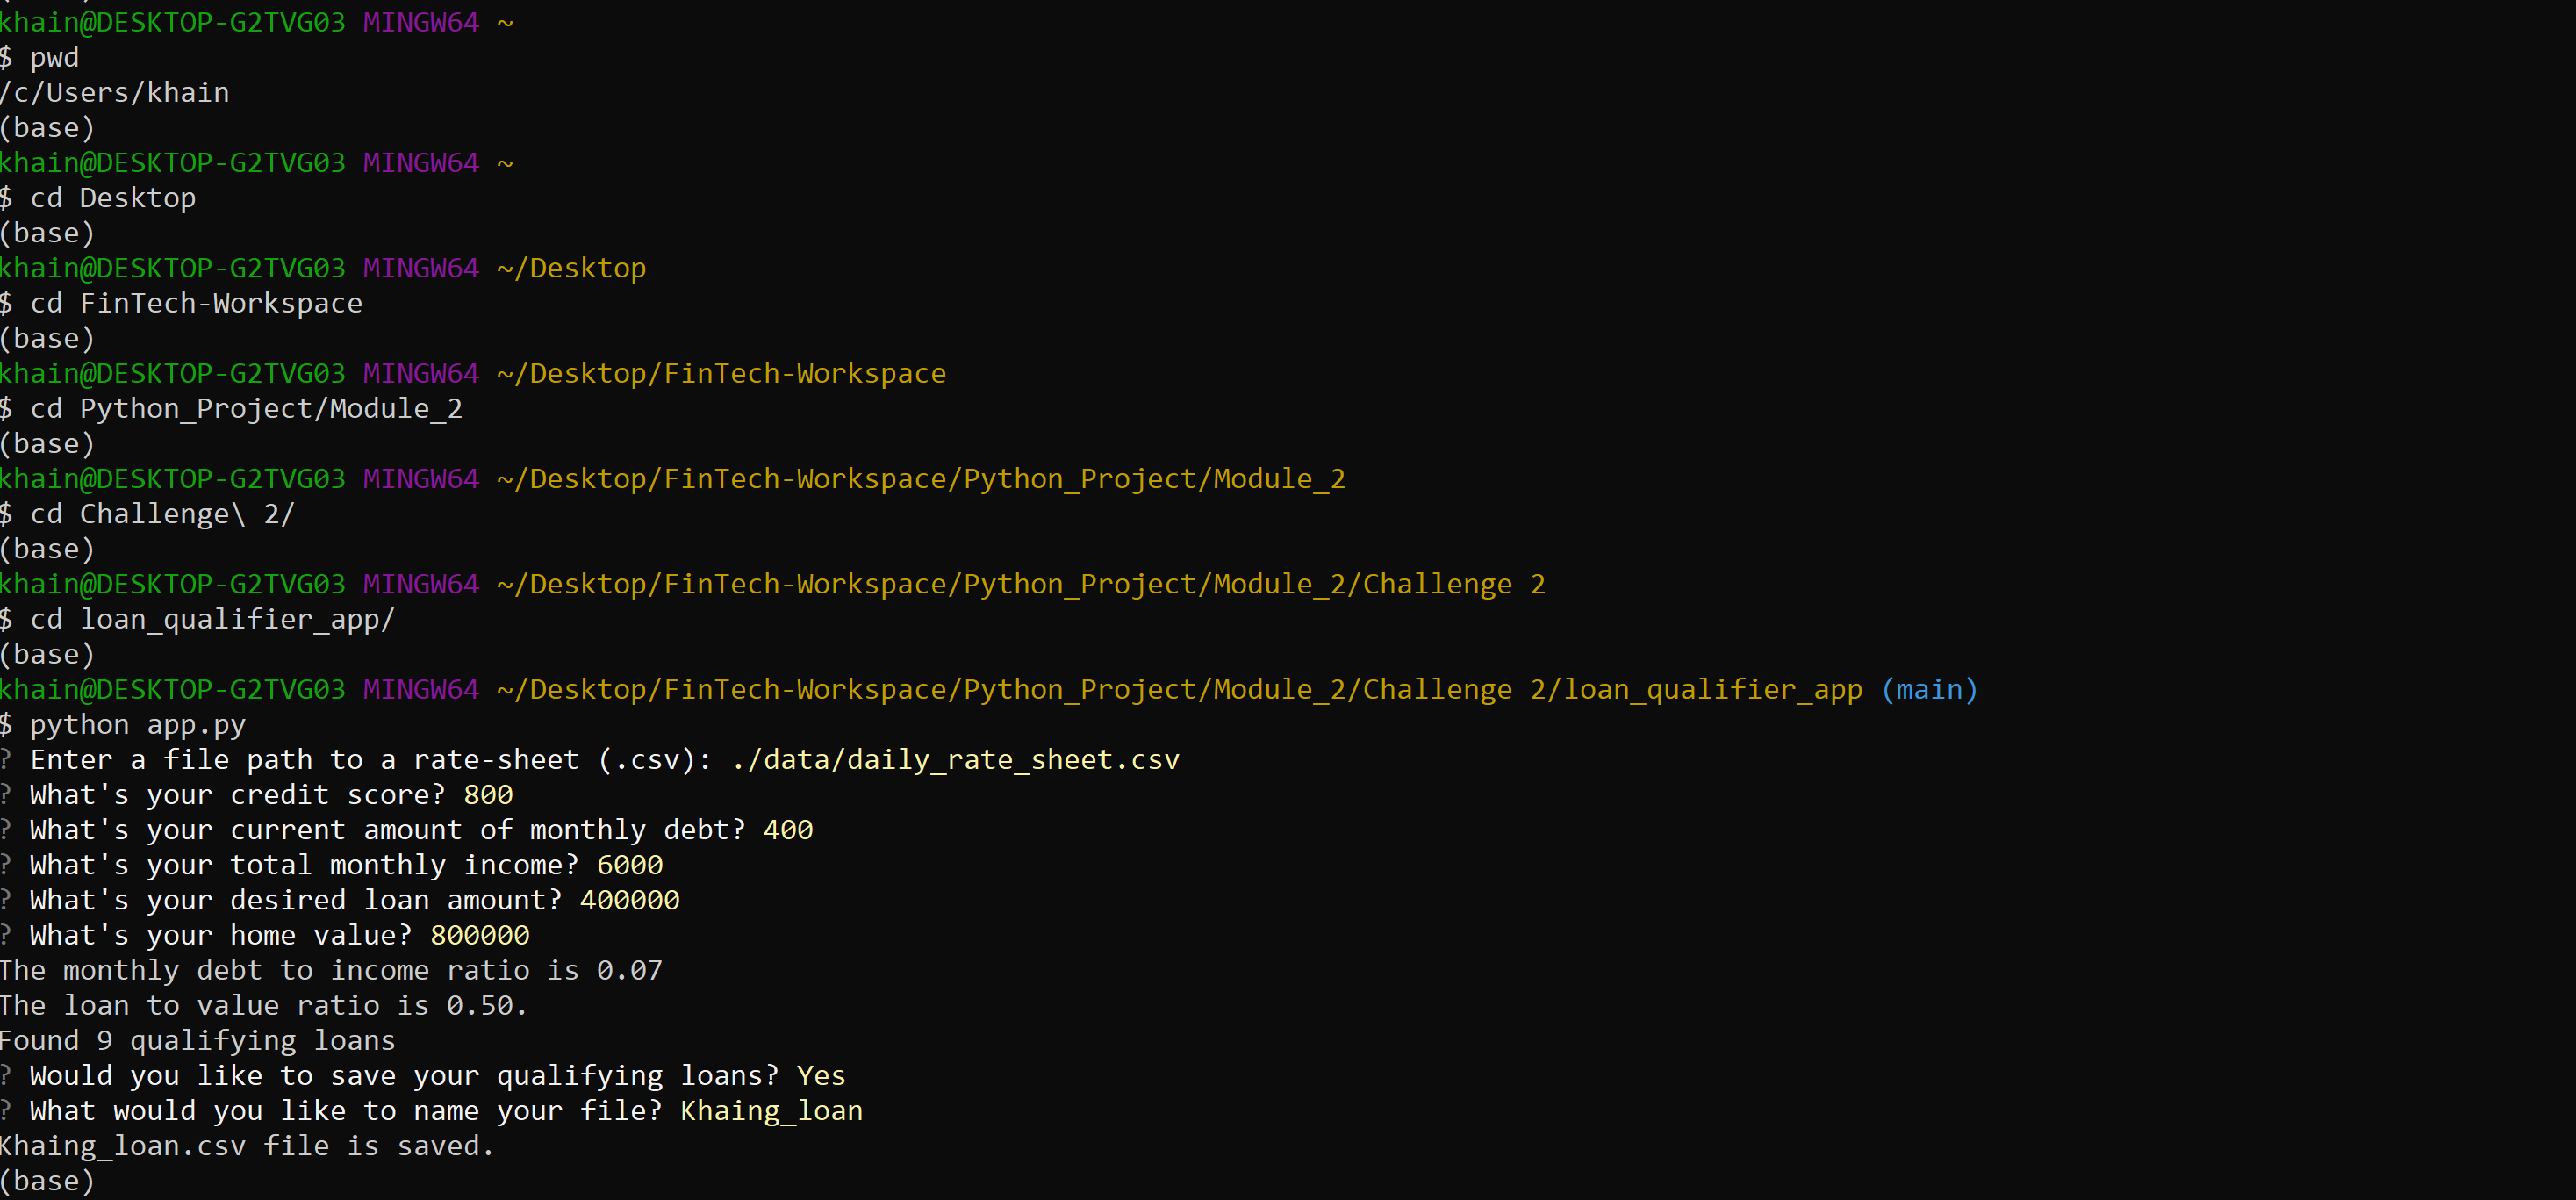 khain@DESKTOP-G2TVG03 MINGW64 ~
$ pwd
/c/Users/khain
(base)
khain@DESKTOP-G2TVG03 MINGW64 ~
$ cd Desktop
(base)
khain@DESKTOP-G2TVG03 MINGW64 ~/Desktop
$ cd FinTech-Workspace
(base)
khain@DESKTOP-G2TVG03 MINGW64 ~/Desktop/FinTech-Workspace
$ cd Python_Project/Module_2
(base)
khain@DESKTOP-G2TVG03 MINGW64 ~/Desktop/FinTech-Workspace/Python_Project/Module_2
$ cd Challenge\ 2/
(base)
khain@DESKTOP-G2TVG03 MINGW64 ~/Desktop/FinTech-Workspace/Python_Project/Module_2/Challenge 2
$ cd loan_qualifier_app/
(base)
khain@DESKTOP-G2TVG03 MINGW64 ~/Desktop/FinTech-Workspace/Python_Project/Module_2/Challenge 2/loan_qualifier_app (main)
$ python app.py
? Enter a file path to a rate-sheet (.csv): ./data/daily_rate_sheet.csv
? What's your credit score? 800
? What's your current amount of monthly debt? 400
? What's your total monthly income? 6000
? What's your desired loan amount? 400000
? What's your home value? 800000
The monthly debt to income ratio is 0.07
The loan to value ratio is 0.50.
Found 9 qualifying loans
? Would you like to save your qualifying loans? Yes
? What would you like to name your file? Khaing_loan
Khaing_loan.csv file is saved.
(base)